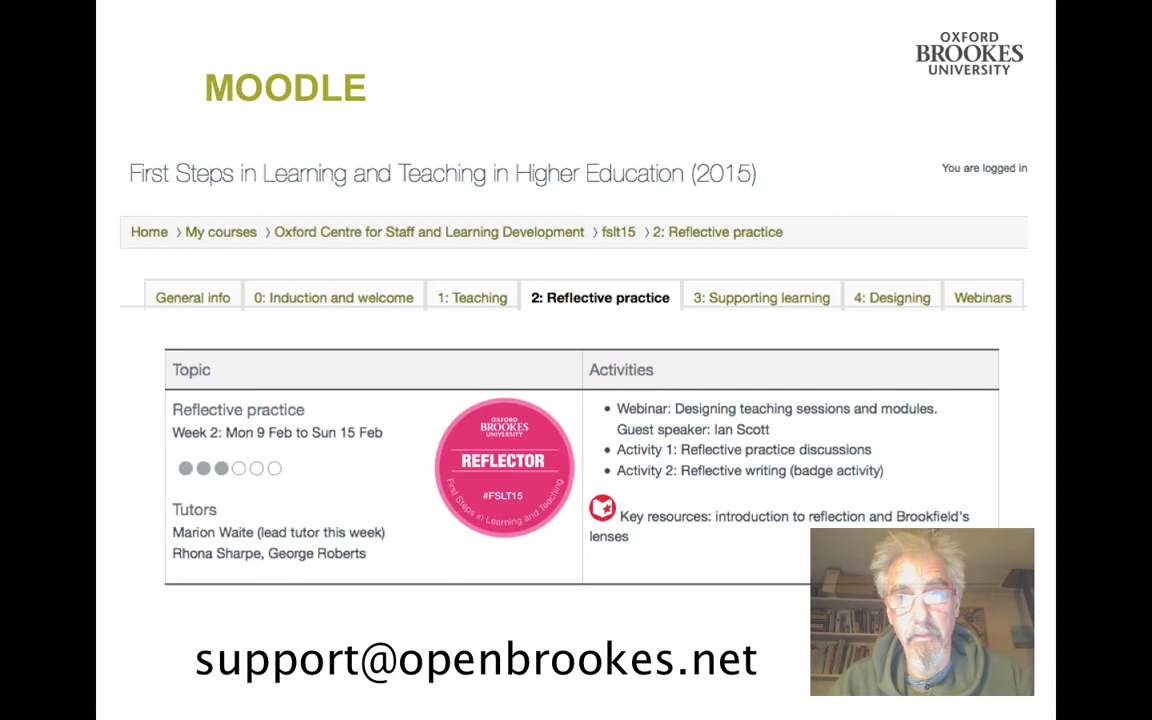 OXFORD
BROOKES
UNIVERSITY
MOODLE
First Steps in Learning and Teaching in Higher Education (2015)
You are logged in
Home › My courses › Oxford Centre for Staff and Learning Development › fslt15 › 2: Reflective practice
General info
0: Induction and welcome
1: Teaching
2: Reflective practice
3: Supporting learning
4: Designing
Webinars
Topic
Reflective practice
Week 2: Mon 9 Feb to Sun 15 Feb
Tutors
Marion Waite (lead tutor this week)
Rhona Sharpe, George Roberts
OXFORD
BROOKES
UNIVERSITY
REFLECTOR
#FSLT15
First Steps in Learning and Teaching
Activities
• Webinar: Designing teaching sessions and modules.
Guest speaker: Ian Scott
• Activity 1: Reflective practice discussions
• Activity 2: Reflective writing (badge activity)
Key resources: introduction to reflection and Brookfield's
lenses
support@openbrookes.net